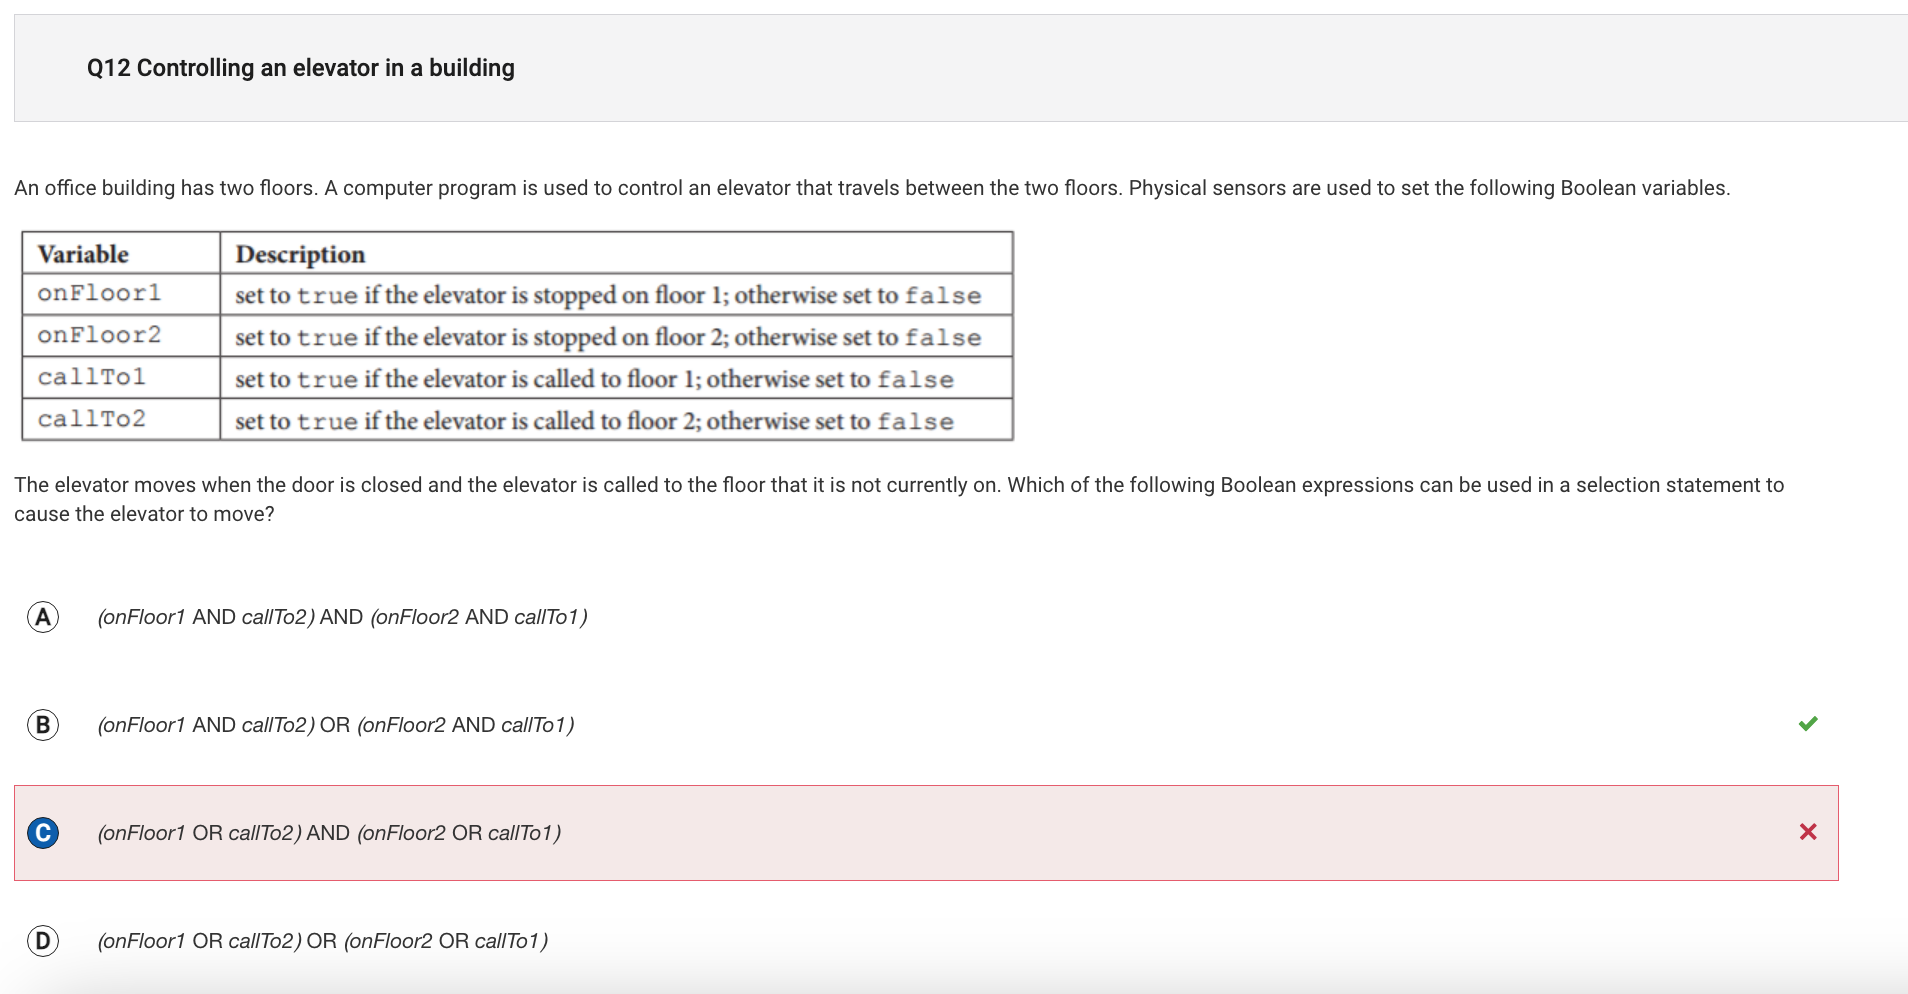 Q12 Controlling an elevator in a building
An office building has two floors. A computer program is used to control an elevator that travels between the two floors. Physical sensors are used to set the following Boolean variables.
Variable Description
onFloor1 set to true if the elevator is stopped on floor 1; otherwise set to false
onFloor2 set to true if the elevator is stopped on floor 2; otherwise set to false
callTo1 set to true if the elevator is called to floor 1; otherwise set to false
callTo2 set to true if the elevator is called to floor 2; otherwise set to false
The elevator moves when the door is closed and the elevator is called to the floor that it is not currently on. Which of the following Boolean expressions can be used in a selection statement to
cause the elevator to move?
A (onFloor1 AND callTo2) AND (onFloor2 AND callTo1)
B (onFloor1 AND callTo2) OR (onFloor2 AND callTo1)
C (onFloor1 OR callTo2) AND (onFloor2 OR callTo1)
D (onFloor1 OR callTo2) OR (onFloor2 OR callTo1)